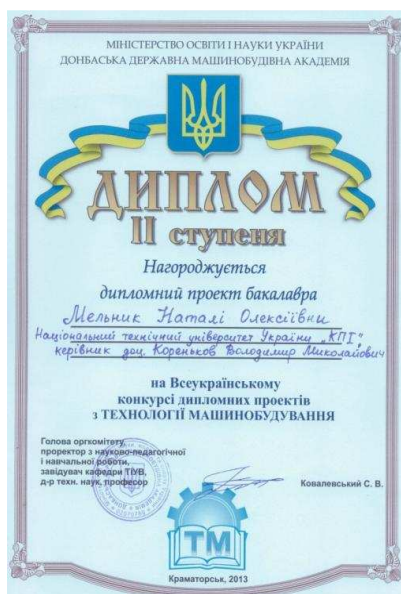 МІНІСТЕРСТВО ОСВІТИ І НАУКИ УКРАЇНИ
ДОНБАСЬКА ДЕРЖАВНА МАШИНОБУДІВНА АКАДЕМІЯ
ДИПЛОМ
II ступеня
Нагороджується
дипломний проект бакалавра
Мельник Наталі Олексіївни
Національний технічний університет України „КПІ“
керівник доц. Кореньков Володимир Миколайович
на Всеукраїнському
конкурсі дипломних проектів
з ТЕХНОЛОГІЇ МАШИНОБУДУВАННЯ
Голова оргкомітету,
проректор з науково-педагогічної
і навчальної роботи,
завідувач кафедри ТІУВ,
д-р техн. наук, професор
Ковалевський С. В.
ТМ
Краматорськ, 2013